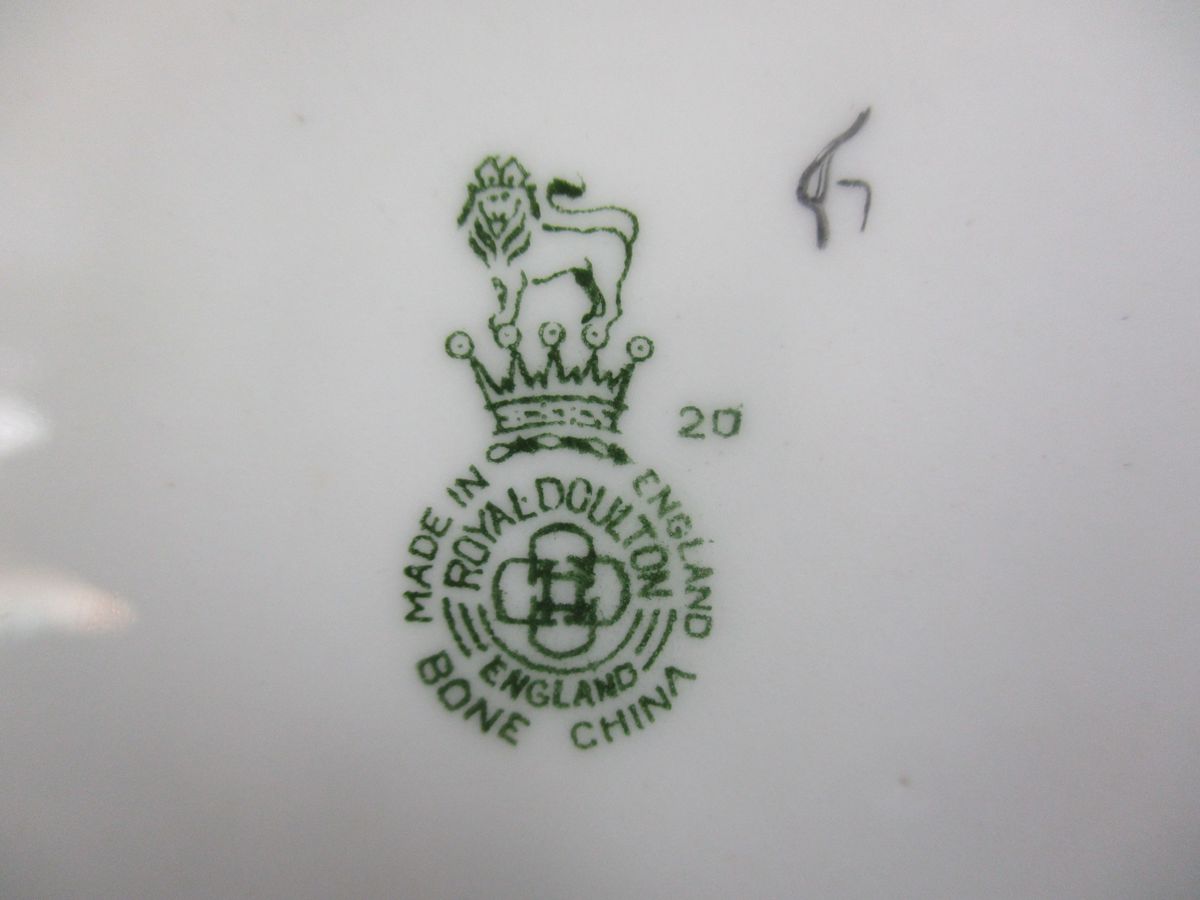 20
MADE IN ENGLAND
ROYAL DOULTON
ENGLAND
BONE CHINA